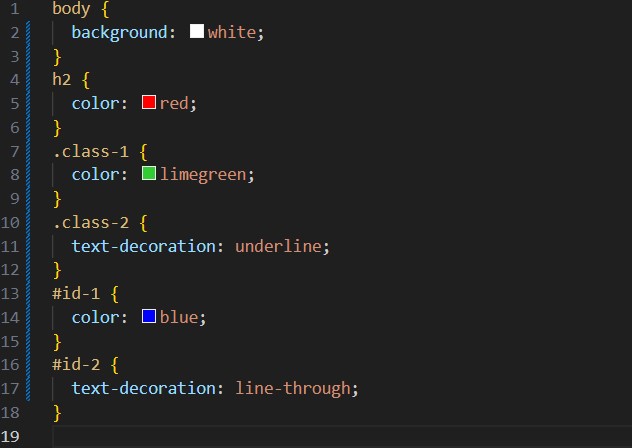 1 body {
2 background: white;
3 }
4 h2 {
5 color: red;
6 }
7 .class-1 {
8 color: limegreen;
9 }
10 .class-2 {
11 text-decoration: underline;
12 }
13 #id-1 {
14 color: blue;
15 }
16 #id-2 {
17 text-decoration: line-through;
18 }
19